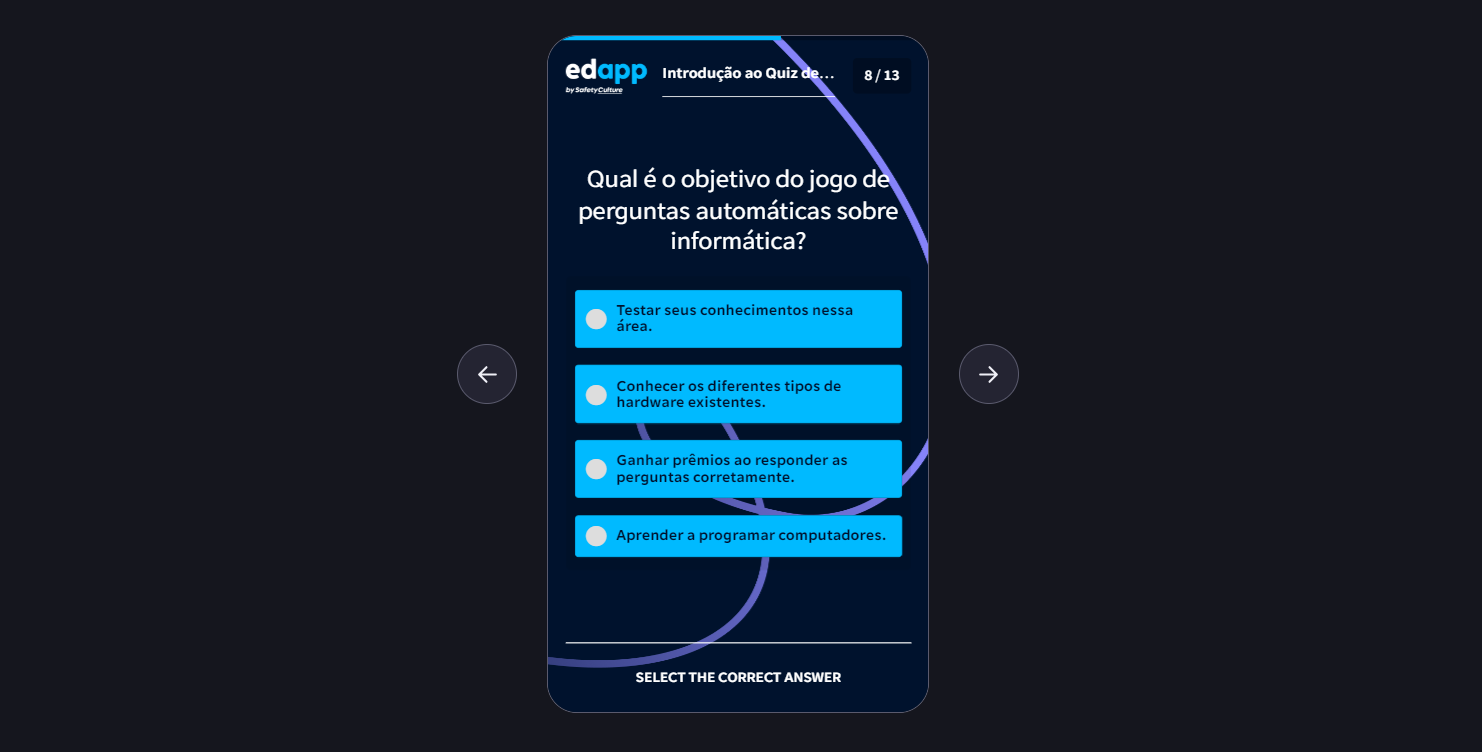 edapp
by SafetyCulture
Introdução ao Quiz de...
8 / 13
Qual é o objetivo do jogo de
perguntas automáticas sobre
informática?
Testar seus conhecimentos nessa
área.
Conhecer os diferentes tipos de
hardware existentes.
Ganhar prêmios ao responder as
perguntas corretamente.
Aprender a programar computadores.
SELECT THE CORRECT ANSWER